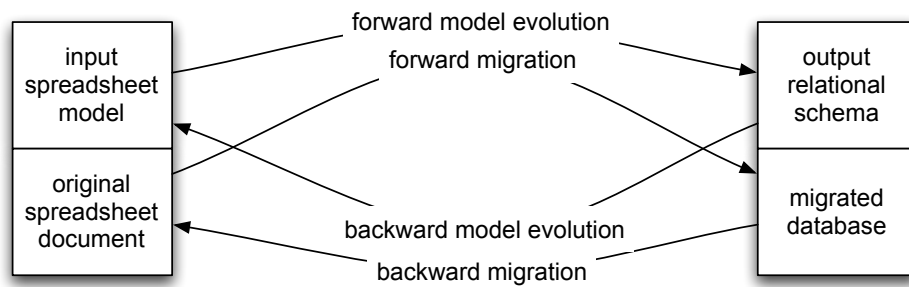 forward model evolution
forward migration
input
spreadsheet
model
original
spreadsheet
document
output
relational
schema
migrated
database
backward model evolution
backward migration